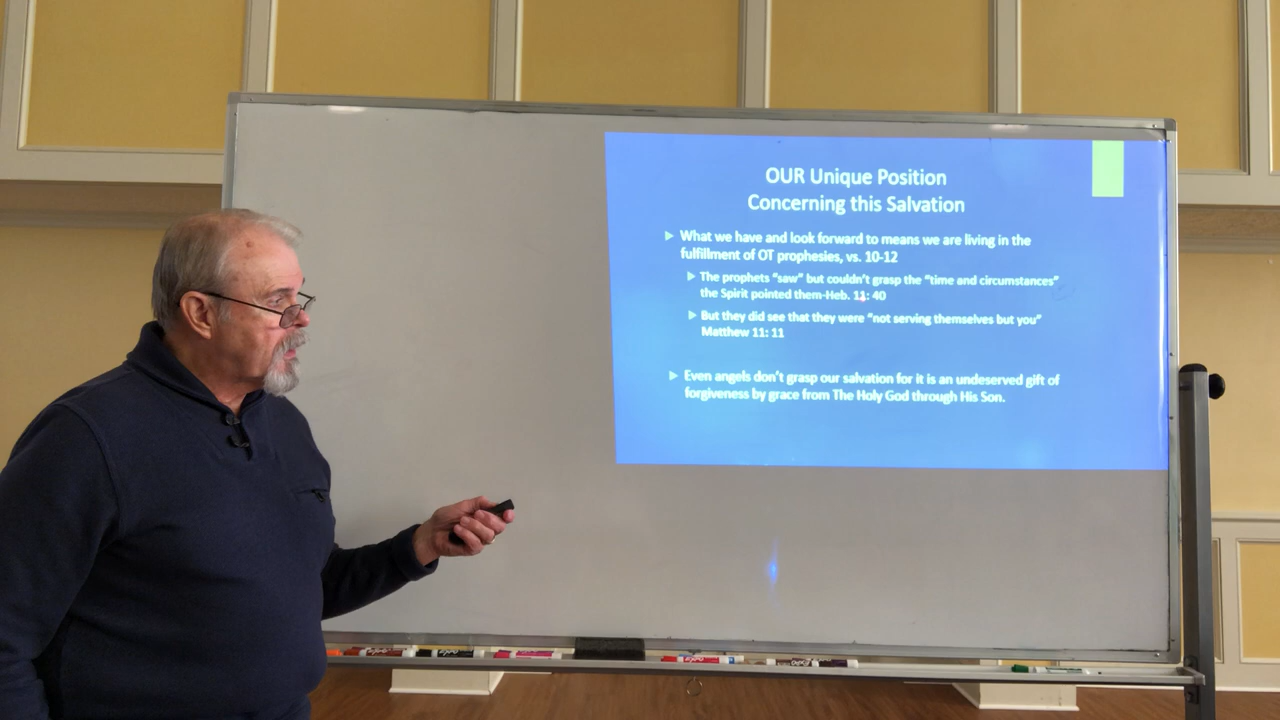 OUR Unique Position
Concerning this Salvation
What we have and look forward to means we are living in the
fulfillment of OT prophesies, vs. 10-12
The prophets "saw" but couldn't grasp the "time and circumstances"
the Spirit pointed them-Heb. 11: 40
But they did see that they were "not serving themselves but you"
Matthew 11: 11
Even angels don't grasp our salvation for it is an undeserved gift of
forgiveness by grace from The Holy God through His Son.